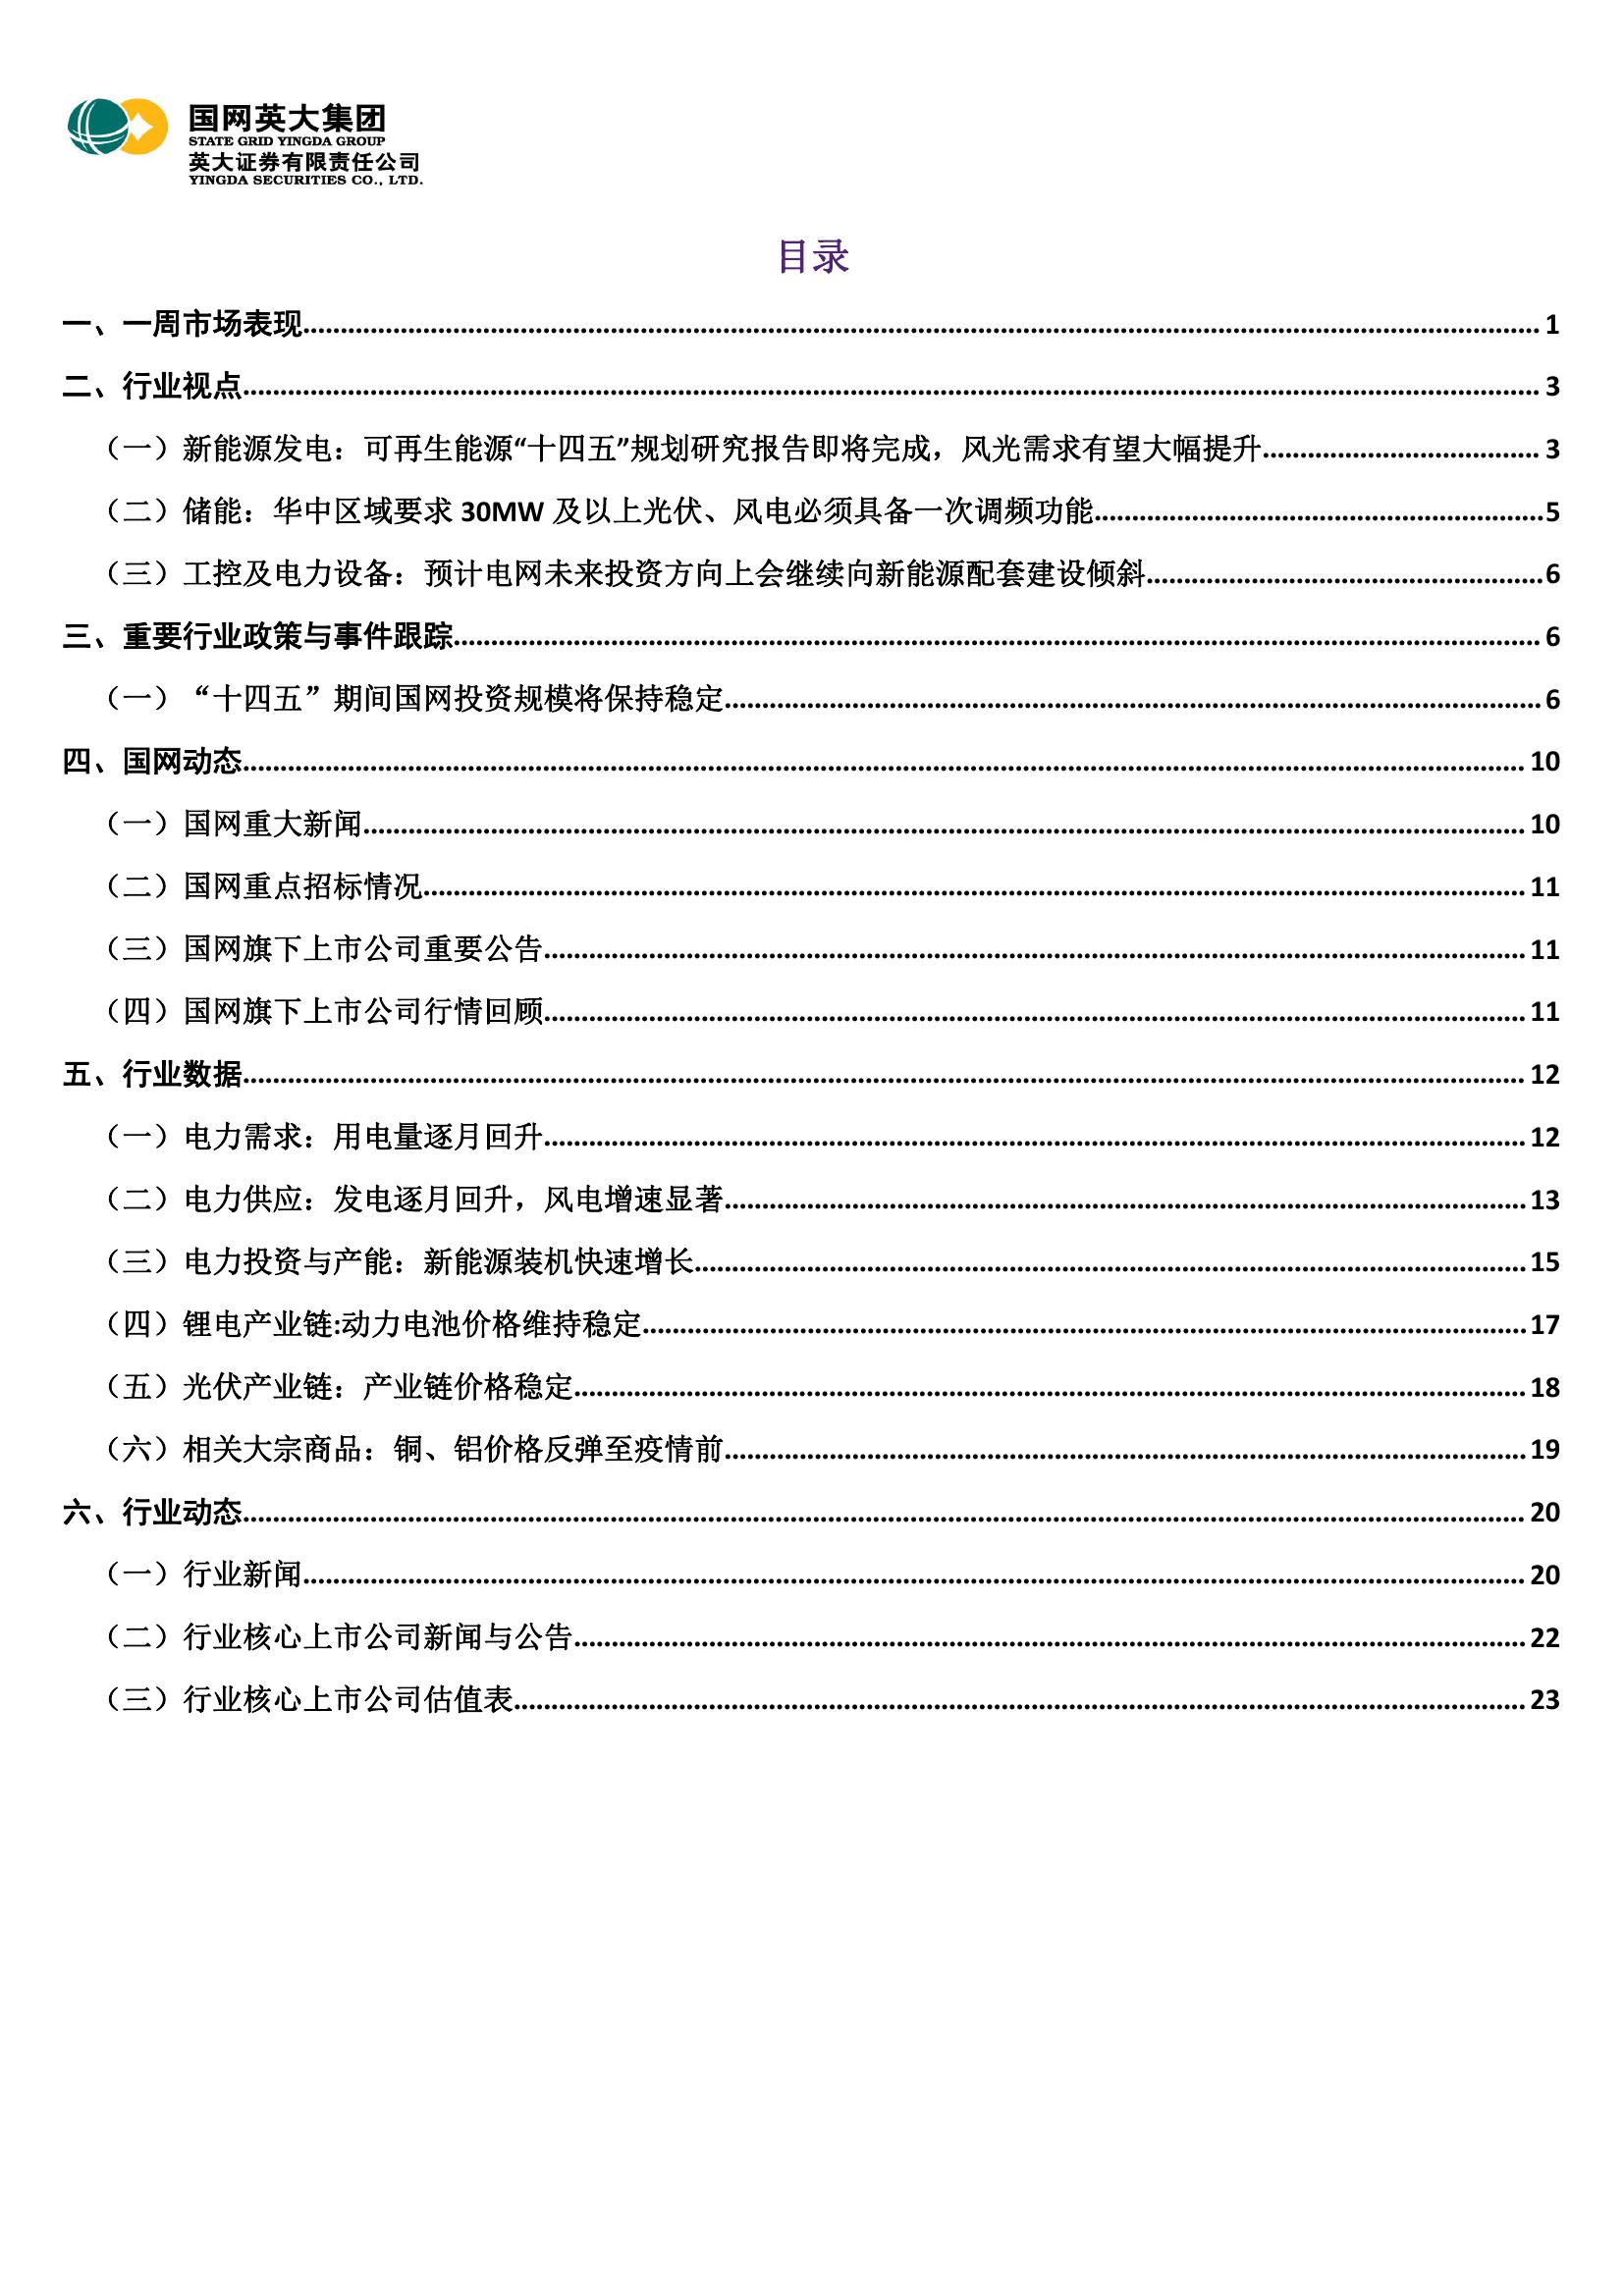 国网英大集团
STATE GRID YINGDA GROUP
英大证券有限责任公司
YINGDA SECURITIES CO., LTD.
目录
一、一周市场表现 1
二、行业视点 3
（一）新能源发电：可再生能源“十四五”规划研究报告即将完成，风光需求有望大幅提升 3
（二）储能：华中区域要求 30MW 及以上光伏、风电必须具备一次调频功能 5
（三）工控及电力设备：预计电网未来投资方向上会继续向新能源配套建设倾斜 6
三、重要行业政策与事件跟踪 6
（一）“十四五”期间国网投资规模将保持稳定 6
四、国网动态 10
（一）国网重大新闻 10
（二）国网重点招标情况 11
（三）国网旗下上市公司重要公告 11
（四）国网旗下上市公司行情回顾 11
五、行业数据 12
（一）电力需求：用电量逐月回升 12
（二）电力供应：发电逐月回升，风电增速显著 13
（三）电力投资与产能：新能源装机快速增长 15
（四）锂电产业链:动力电池价格维持稳定 17
（五）光伏产业链：产业链价格稳定 18
（六）相关大宗商品：铜、铝价格反弹至疫情前 19
六、行业动态 20
（一）行业新闻 20
（二）行业核心上市公司新闻与公告 22
（三）行业核心上市公司估值表 23